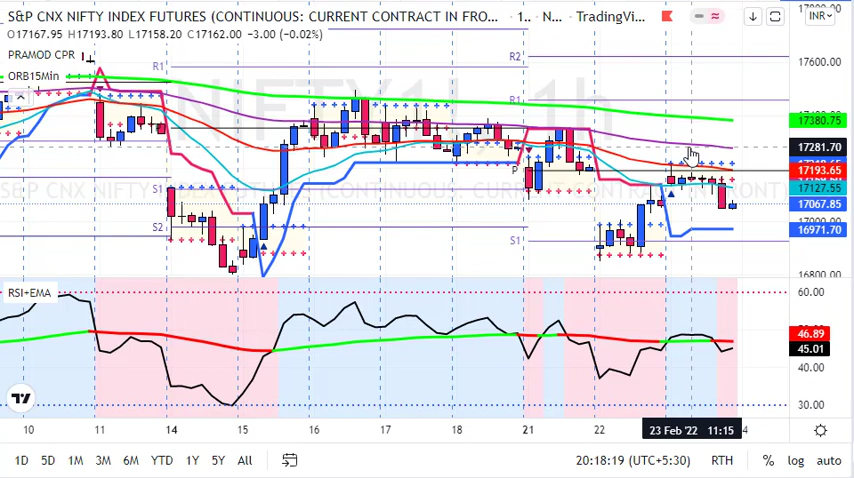 S&P CNX NIFTY INDEX FUTURES (CONTINUOUS: CURRENT CONTRACT IN FRO... · 1... N... TradingVi...
INR
O17167.95 H17193.80 L17158.20 C17162.00 −3.00 (−0.02%)
PRAMOD CPR
ORB15Min
R1
S1
S2
R2
R1
P
S1
17600.00
17380.75
17281.70
17193.65
17127.55
17067.85
17000.00
16971.70
16800.00
RSI+EMA
60.00
46.89
45.01
40.00
30.00
10 11 14 15 16 17 18 21 22 23 Feb '22 11:15
1D 5D 1M 3M 6M YTD 1Y 5Y All 20:18:19 (UTC+5:30) RTH % log auto